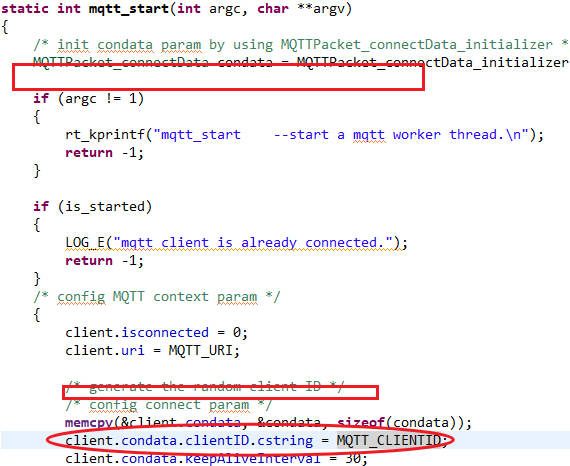 static int mqtt_start(int argc, char **argv)
{
/* init condata param by using MQTTPacket_connectData_initializer *
MQTTPacket_connectData condata = MQTTPacket_connectData_initializer
if (argc != 1)
{
rt_kprintf("mqtt_start    --start a mqtt worker thread.\n");
return -1;
}
if (is_started)
{
LOG_E("mqtt client is already connected.");
return -1;
}
/* config MQTT context param */
{
client.isconnected = 0;
client.uri = MQTT_URI;
/* generate the random client ID */
/* config connect param */
memcpy(&client.condata, &condata, sizeof(condata));
client.condata.clientID.cstring = MQTT_CLIENTID;
client.condata.keepAliveInterval = 30;